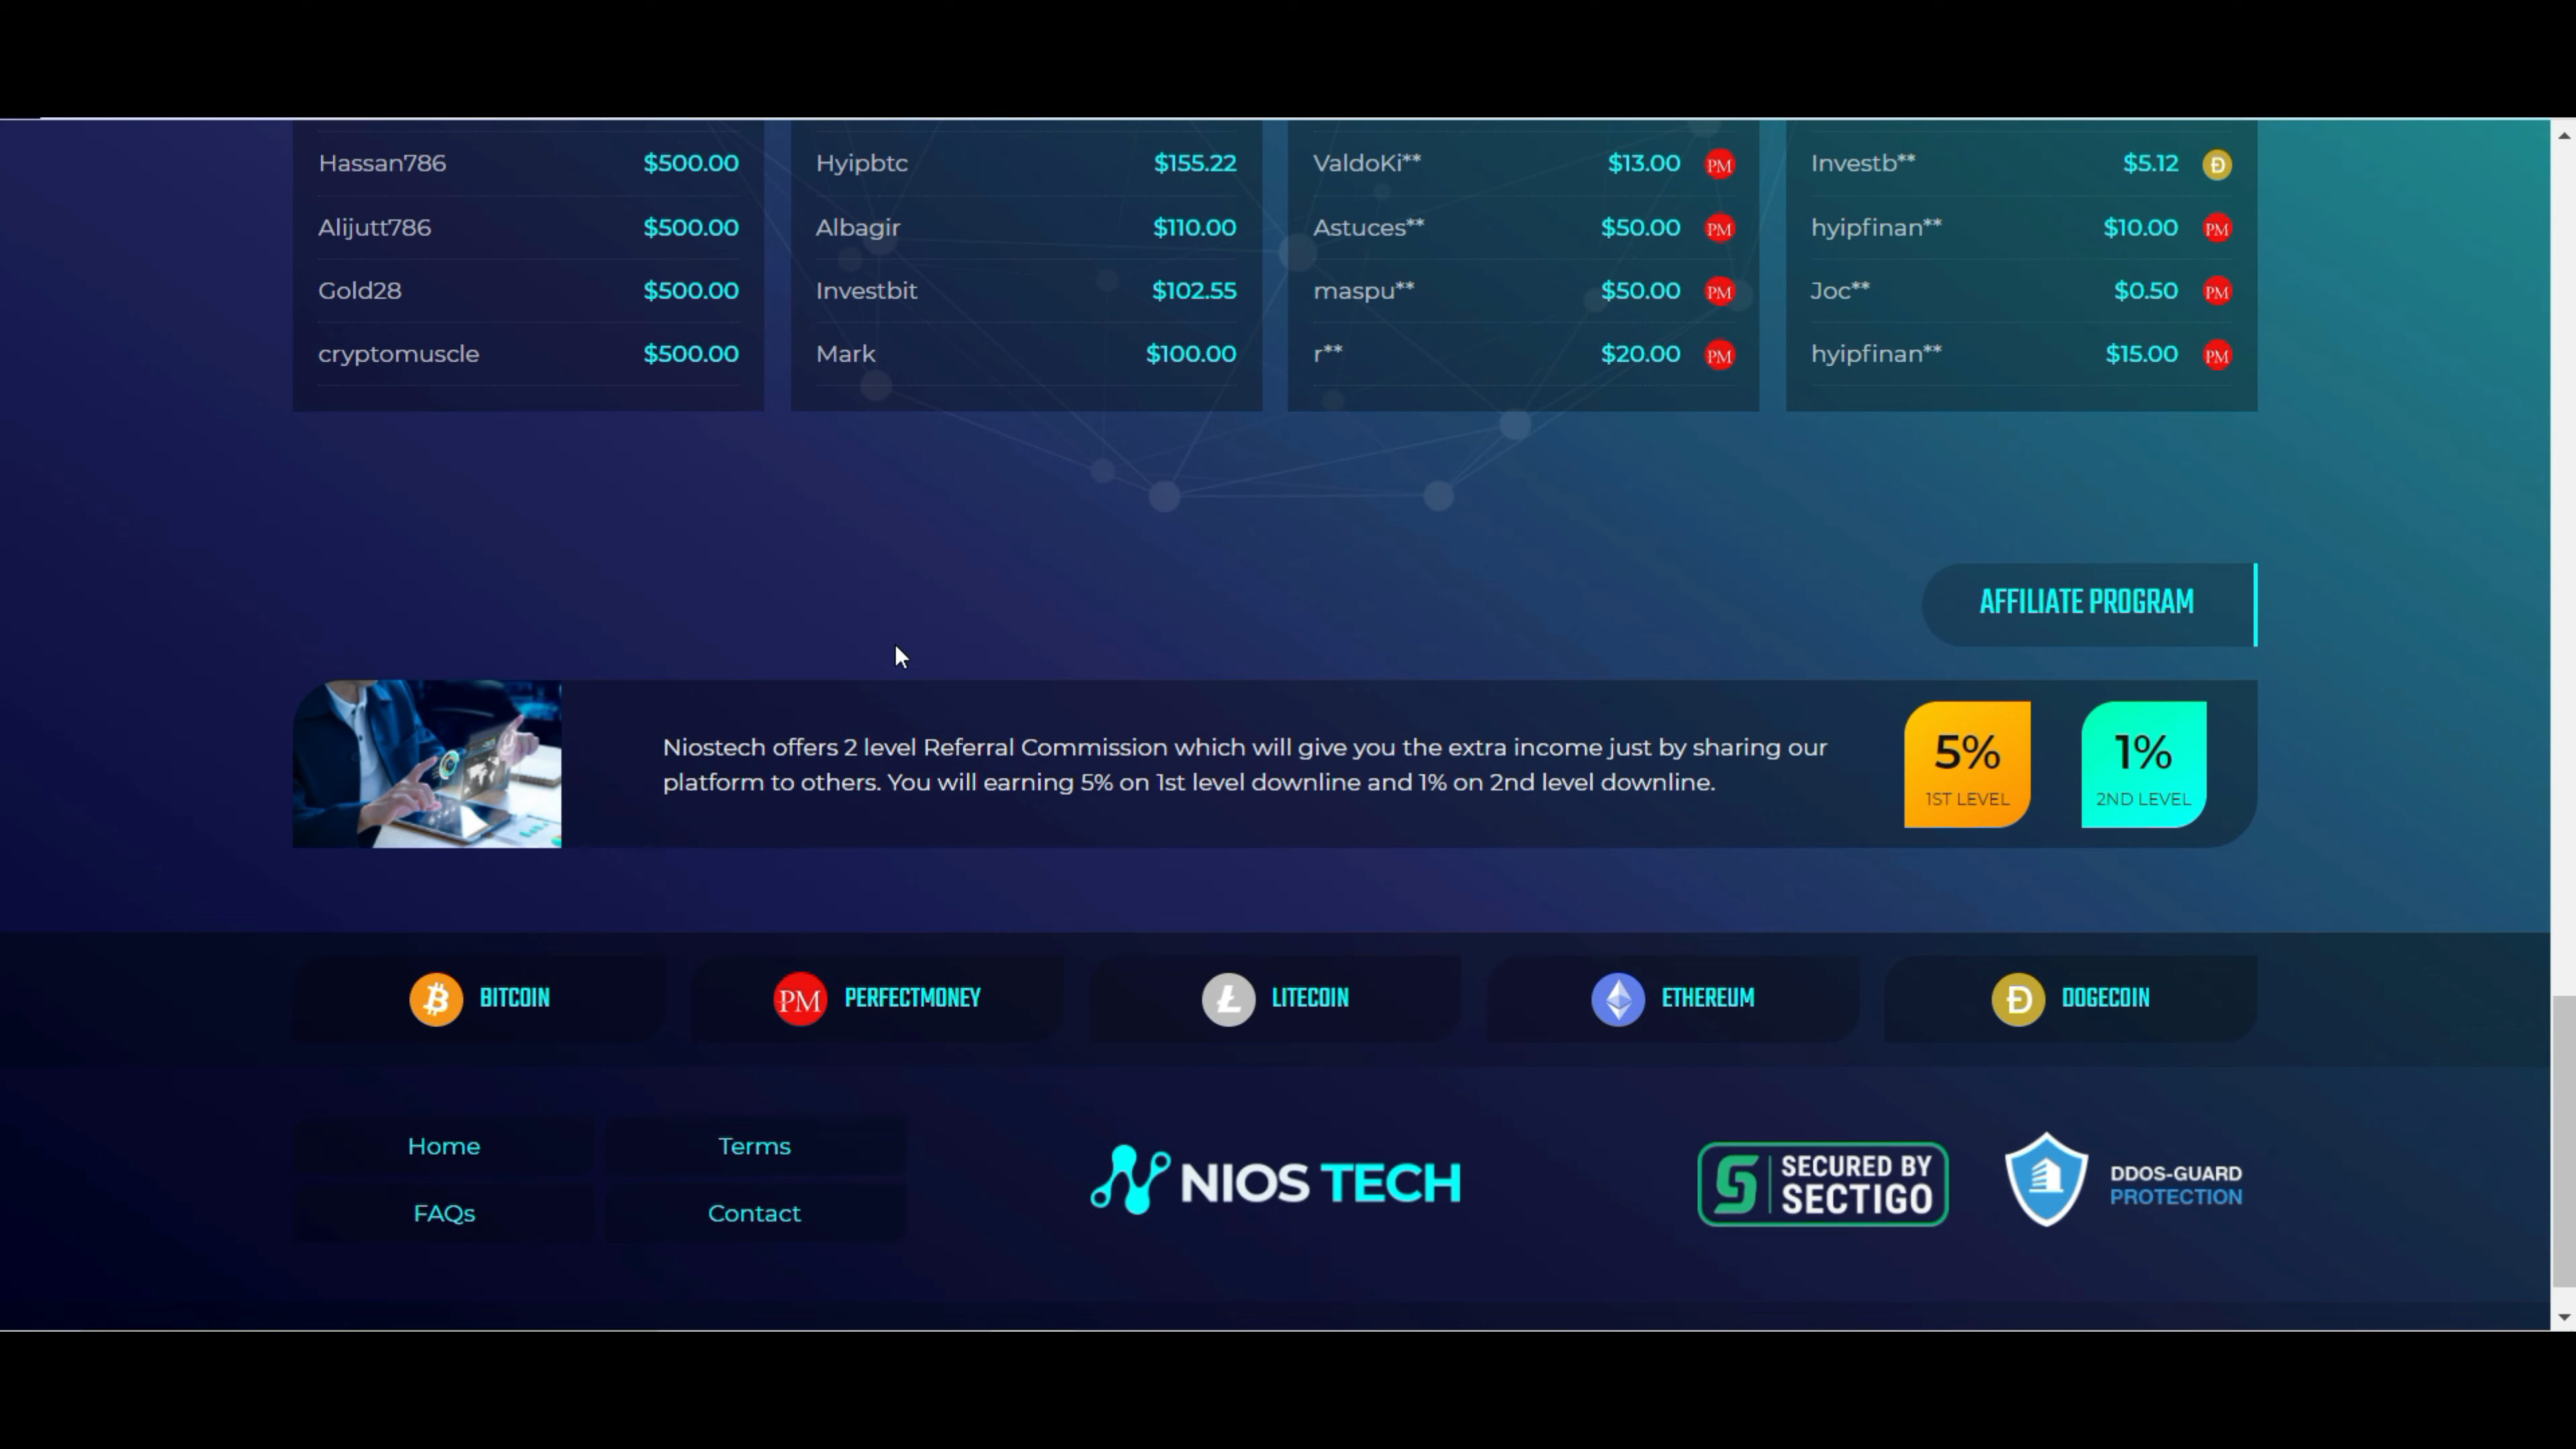 Hassan786 $500.00
Alijutt786 $500.00
Gold28 $500.00
cryptomuscle $500.00
Hyipbtc $155.22
Albagir $110.00
Investbit $102.55
Mark $100.00
ValdoKi** $13.00 PM
Astuces** $50.00 PM
maspu** $50.00 PM
r** $20.00 PM
Investb** $5.12
hyipfinan** $10.00 PM
Joc** $0.50 PM
hyipfinan** $15.00 PM
AFFILIATE PROGRAM
Niostech offers 2 level Referral Commission which will give you the extra income just by sharing our
platform to others. You will earning 5% on 1st level downline and 1% on 2nd level downline.
5%
1ST LEVEL
1%
2ND LEVEL
BITCOIN
PM PERFECTMONEY
LITECOIN
ETHEREUM
DOGECOIN
Home
Terms
FAQs
Contact
NIOS TECH
SECURED BY
SECTIGO
DDOS-GUARD
PROTECTION